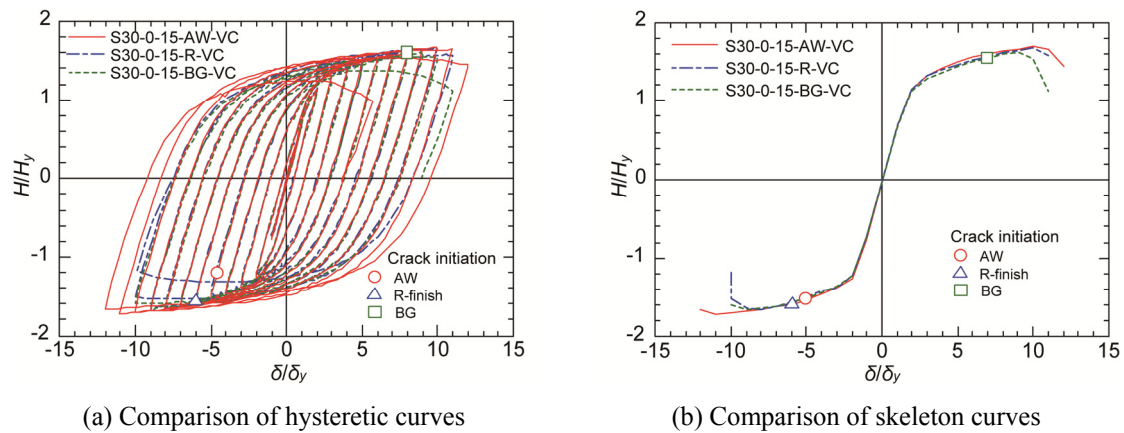 2
S30-0-15-AW-VC
S30-0-15-R-VC
S30-0-15-BG-VC
1
H/Hy
0
-1
Crack initiation
AW
R-finish
BG
-2
-15 -10 -5 0 5 10 15
δ/δy
(a) Comparison of hysteretic curves
2
S30-0-15-AW-VC
S30-0-15-R-VC
S30-0-15-BG-VC
1
H/Hy
0
-1
Crack initiation
AW
R-finish
BG
-2
-15 -10 -5 0 5 10 15
δ/δy
(b) Comparison of skeleton curves